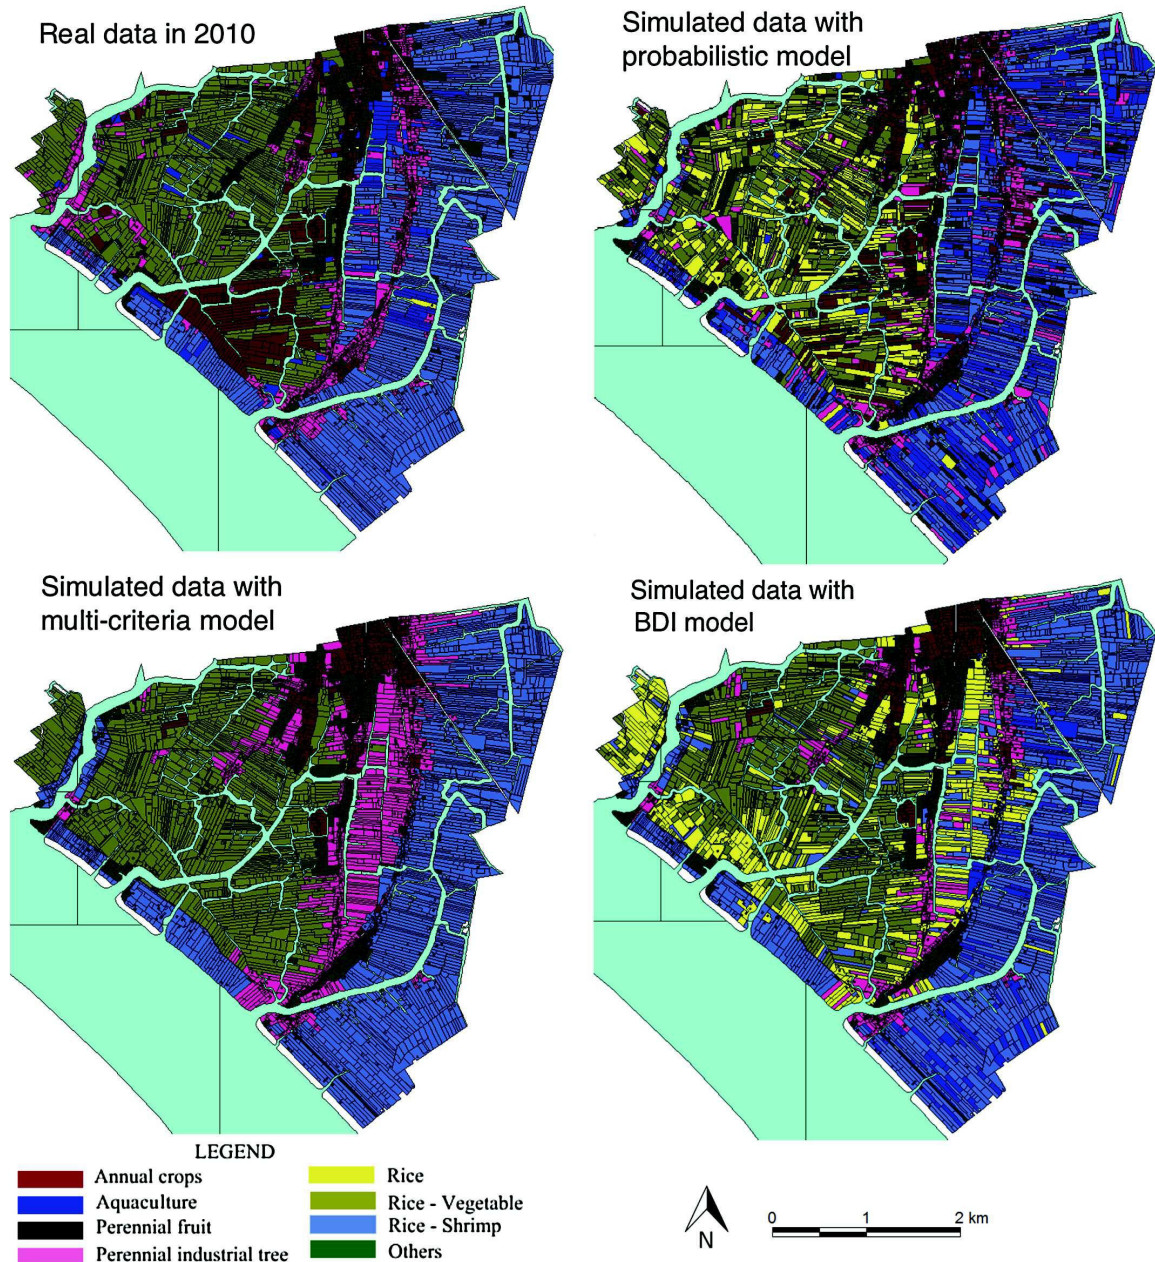 Real data in 2010
Simulated data with
probabilistic model
Simulated data with
multi-criteria model
Simulated data with
BDI model
LEGEND
Annual crops
Aquaculture
Perennial fruit
Perennial industrial tree
Rice
Rice - Vegetable
Rice - Shrimp
Others
N
0 1 2 km